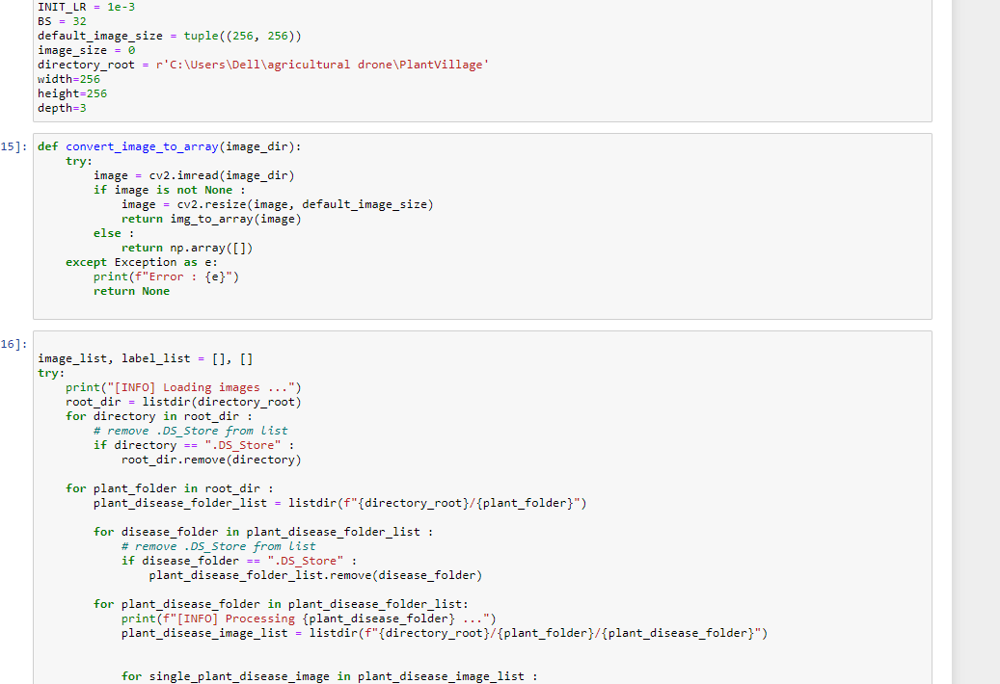 INIT_LR = 1e-3
BS = 32
default_image_size = tuple((256, 256))
image_size = 0
directory_root = r'C:\Users\Dell\agricultural drone\PlantVillage'
width=256
height=256
depth=3
15]:
def convert_image_to_array(image_dir):
    try:
        image = cv2.imread(image_dir)
        if image is not None :
            image = cv2.resize(image, default_image_size)
            return img_to_array(image)
        else :
            return np.array([])
    except Exception as e:
        print(f"Error : {e}")
        return None
16]:
image_list, label_list = [], []
try:
    print("[INFO] Loading images ...")
    root_dir = listdir(directory_root)
    for directory in root_dir :
        # remove .DS_Store from list
        if directory == ".DS_Store" :
            root_dir.remove(directory)
    for plant_folder in root_dir :
        plant_disease_folder_list = listdir(f"{directory_root}/{plant_folder}")
        for disease_folder in plant_disease_folder_list :
            # remove .DS_Store from list
            if disease_folder == ".DS_Store" :
                plant_disease_folder_list.remove(disease_folder)
        for plant_disease_folder in plant_disease_folder_list:
            print(f"[INFO] Processing {plant_disease_folder} ...")
            plant_disease_image_list = listdir(f"{directory_root}/{plant_folder}/{plant_disease_folder}")
            for single_plant_disease_image in plant_disease_image_list :